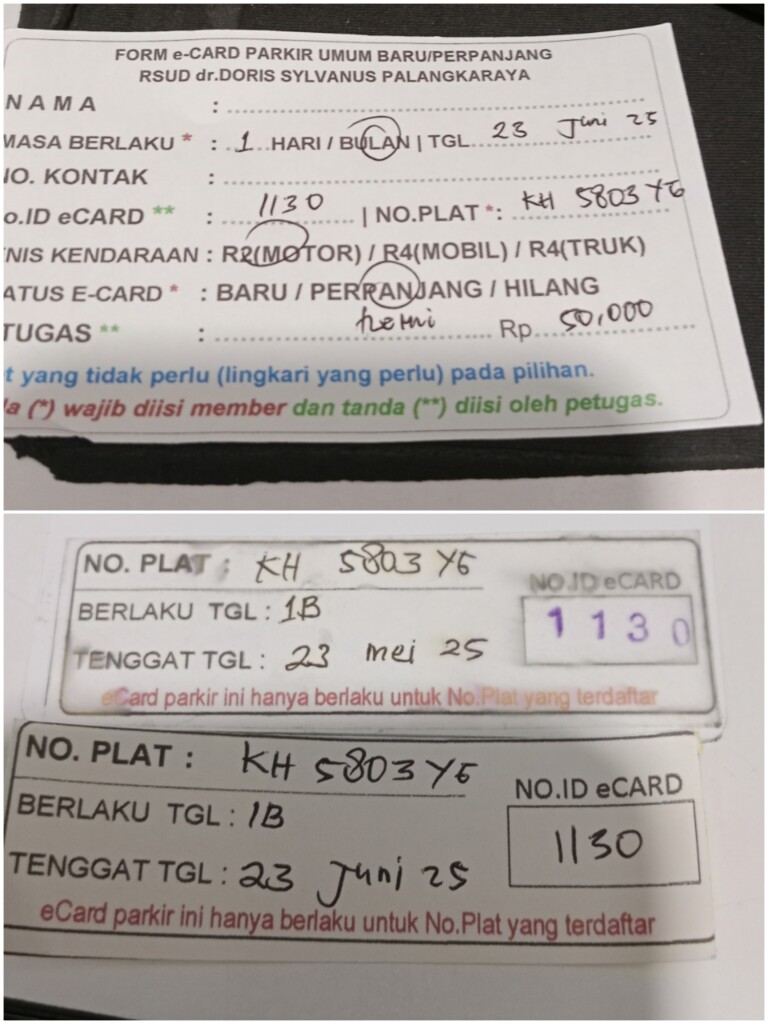 FORM e-CARD PARKIR UMUM BARU/PERPANJANG
RSUD dr.DORIS SYLVANUS PALANGKARAYA
NAMA :
MASA BERLAKU * : 1 HARI / BULAN | TGL 23 Juni 25
NO. KONTAK :
o.ID eCARD ** : 1130 | NO.PLAT *: KH 5803 YG
NIS KENDARAAN : R2(MOTOR) / R4(MOBIL) / R4(TRUK)
ATUS E-CARD * : BARU / PERPANJANG / HILANG
TUGAS ** : Rp. 50,000
t yang tidak perlu (lingkari yang perlu) pada pilihan.
a (*) wajib diisi member dan tanda (**) diisi oleh petugas.
NO. PLAT : KH 5803 YG
BERLAKU TGL : 1B
TENGGAT TGL : 23 mei 25
NO.ID eCARD
1130
eCard parkir ini hanya berlaku untuk No.Plat yang terdaftar
NO. PLAT : KH 5803 YG
BERLAKU TGL : 1B
TENGGAT TGL : 23 Juni 25
NO.ID eCARD
1130
eCard parkir ini hanya berlaku untuk No.Plat yang terdaftar